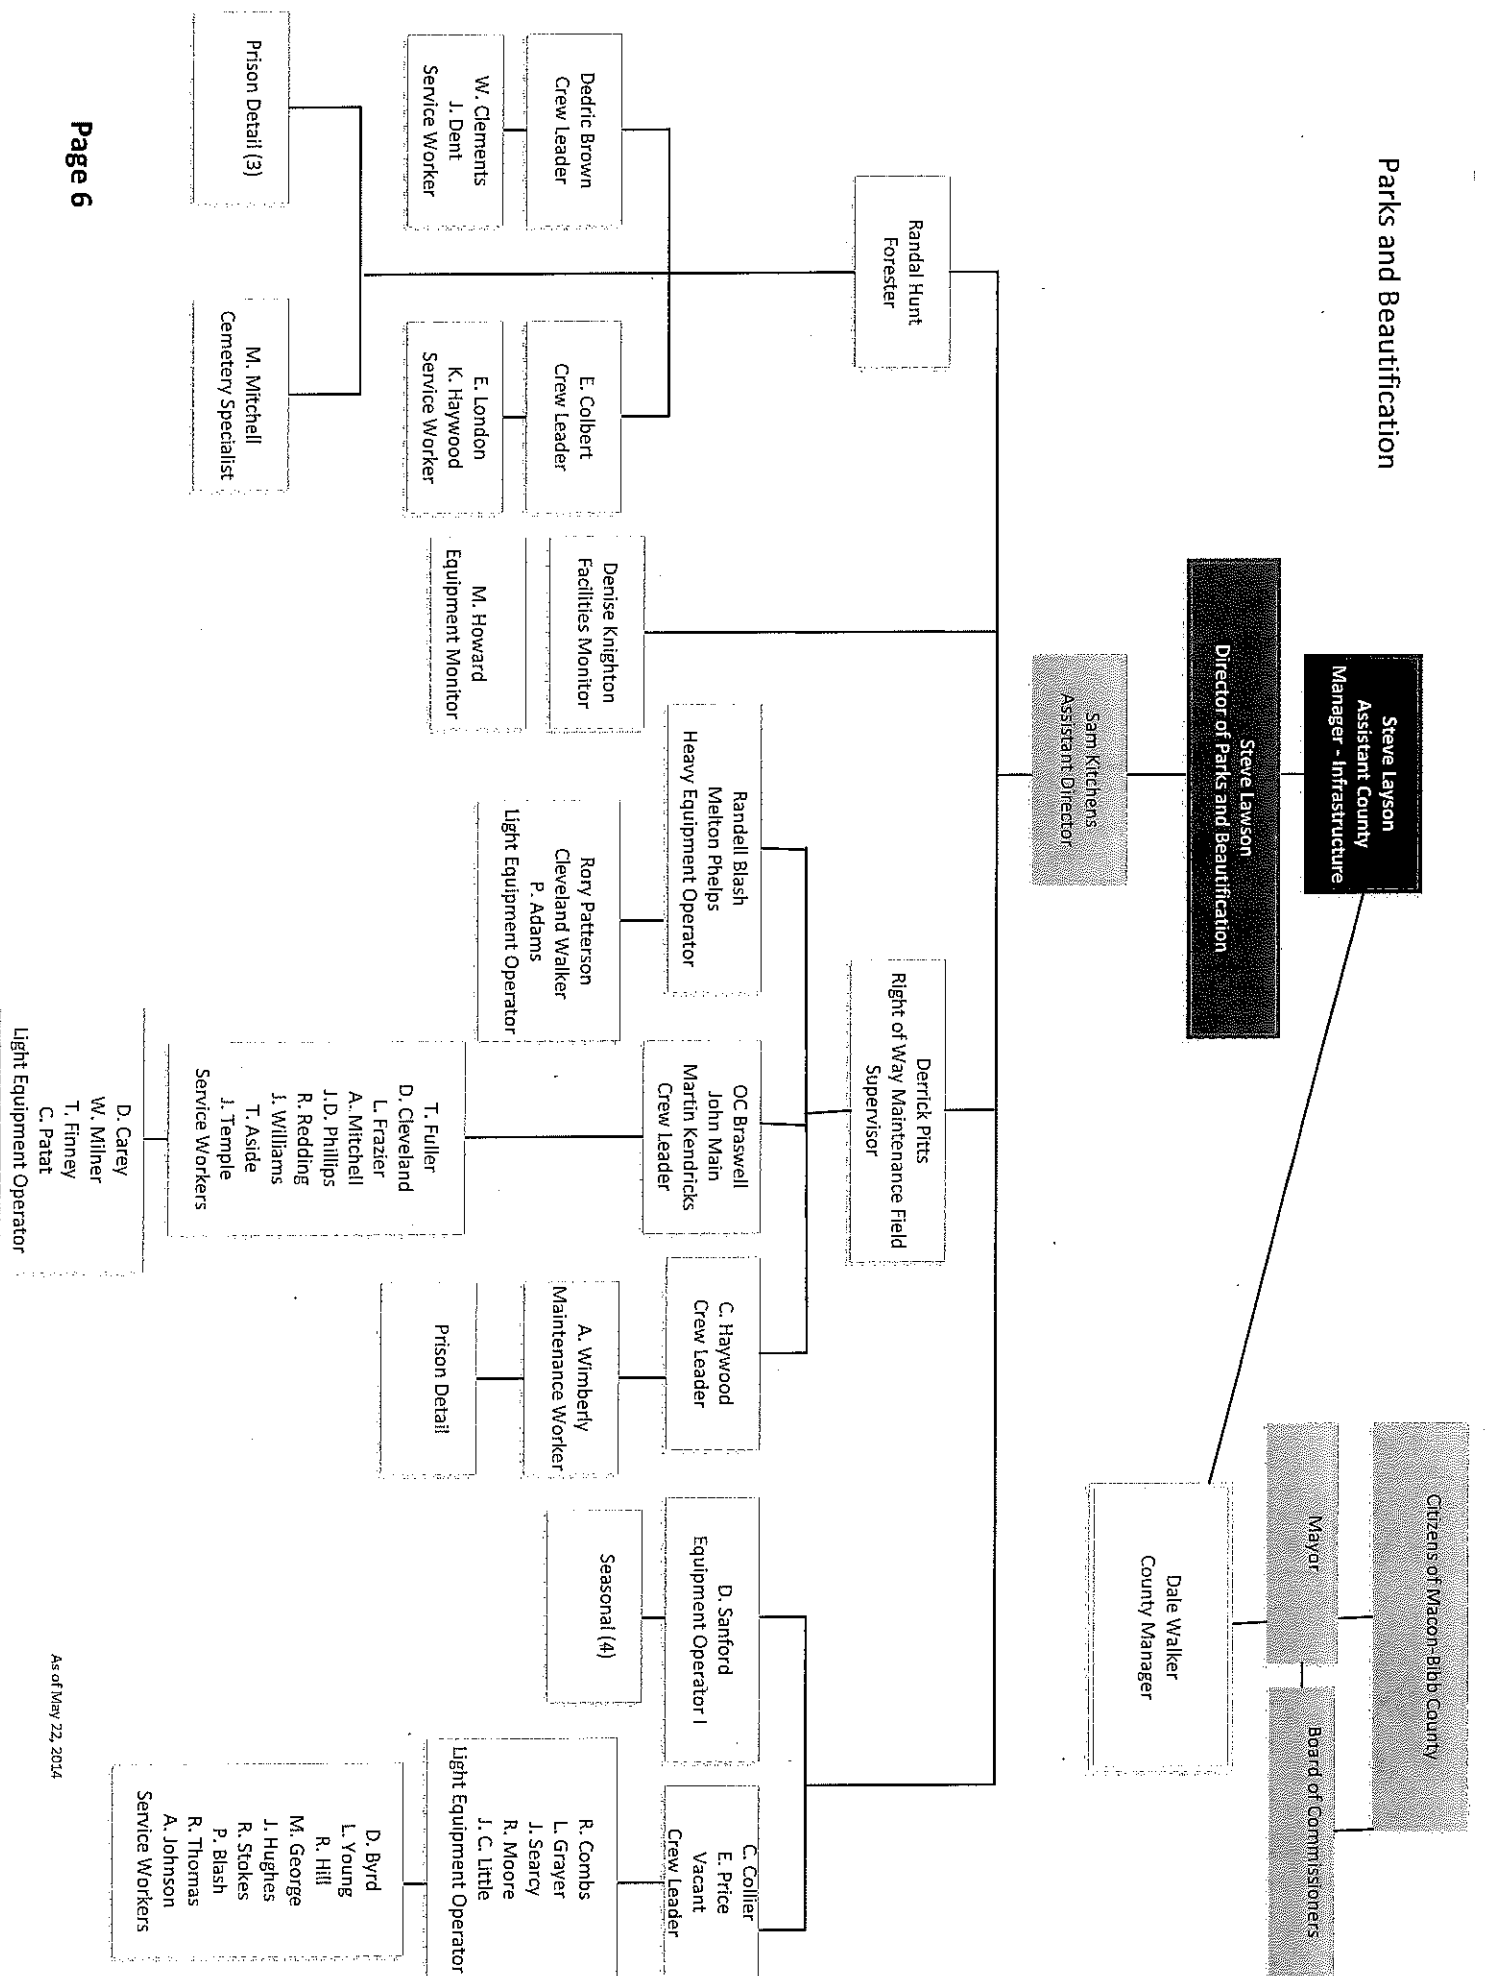 Parks and Beautification
Citizens of Macon-Bibb County
Mayor
Board of Commissioners
Dale Walker
County Manager
Steve Layson
Assistant County
Manager - Infrastructure
Steve Lawson
Director of Parks and Beautification
Sam Kitchens
Assistant Director
Randal Hunt
Forester
Dedric Brown
Crew Leader
W. Clements
J. Dent
Service Worker
E. Colbert
Crew Leader
E. London
K. Haywood
Service Worker
Prison Detail (3)
M. Mitchell
Cemetery Specialist
Denise Knighton
Facilities Monitor
M. Howard
Equipment Monitor
Derrick Pitts
Right of Way Maintenance Field
Supervisor
Randell Blash
Melton Phelps
Heavy Equipment Operator
Rory Patterson
Cleveland Walker
P. Adams
Light Equipment Operator
OC Braswell
John Main
Martin Kendricks
Crew Leader
T. Fuller
D. Cleveland
L. Frazier
A. Mitchell
J.D. Phillips
R. Redding
J. Williams
T. Aside
J. Temple
Service Workers
D. Carey
W. Milner
T. Finney
C. Patat
Light Equipment Operator
C. Haywood
Crew Leader
A. Wimberly
Maintenance Worker
Prison Detail
D. Sanford
Equipment Operator I
Seasonal (4)
C. Collier
E. Price
Vacant
Crew Leader
R. Combs
L. Grayer
J. Searcy
R. Moore
J. C. Little
Light Equipment Operator
D. Byrd
L. Young
R. Hill
M. George
J. Hughes
R. Stokes
P. Blash
R. Thomas
A. Johnson
Service Workers
Page 6
As of May 22, 2014